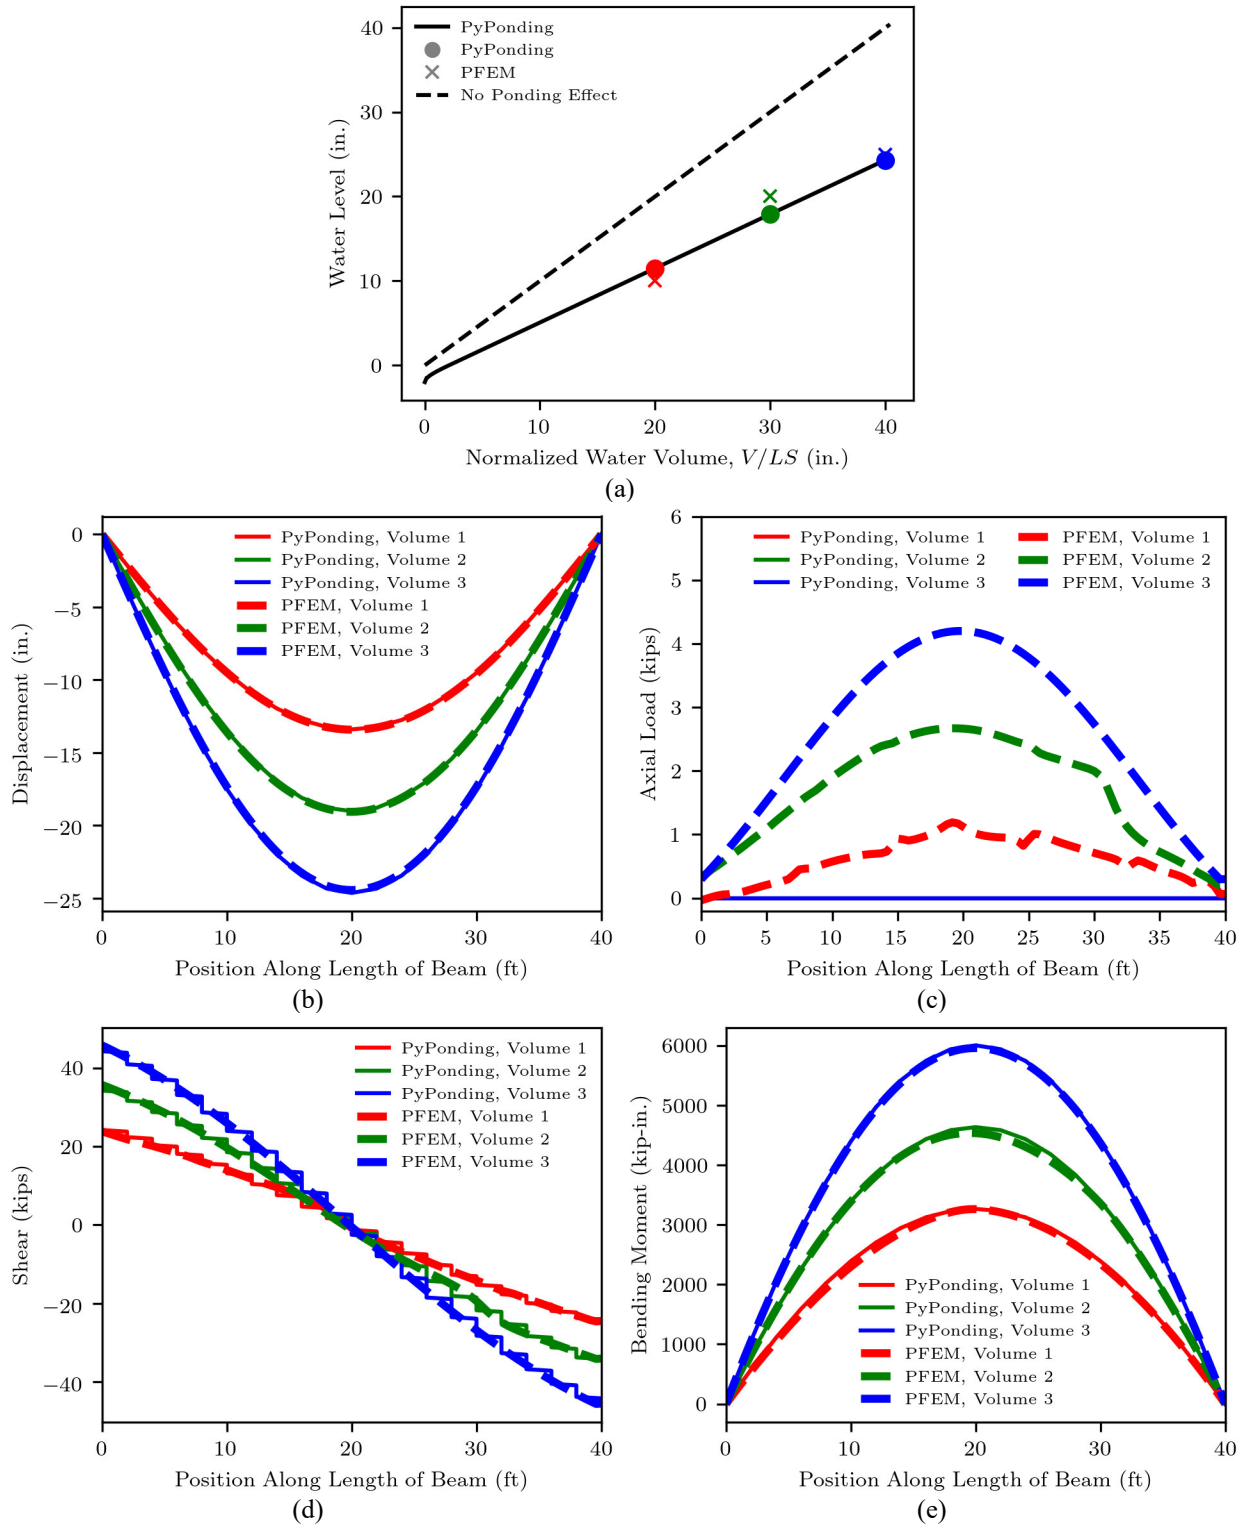 PyPonding
PyPonding
PFEM
No Ponding Effect
40
30
20
10
0
Water Level (in.)
0 10 20 30 40
Normalized Water Volume, V/LS (in.)
(a)
PyPonding, Volume 1
PyPonding, Volume 2
PyPonding, Volume 3
PFEM, Volume 1
PFEM, Volume 2
PFEM, Volume 3
0
−5
−10
−15
−20
−25
Displacement (in.)
0 10 20 30 40
Position Along Length of Beam (ft)
(b)
PyPonding, Volume 1 PFEM, Volume 1
PyPonding, Volume 2 PFEM, Volume 2
PyPonding, Volume 3 PFEM, Volume 3
6
5
4
3
2
1
0
Axial Load (kips)
0 5 10 15 20 25 30 35 40
Position Along Length of Beam (ft)
(c)
PyPonding, Volume 1
PyPonding, Volume 2
PyPonding, Volume 3
PFEM, Volume 1
PFEM, Volume 2
PFEM, Volume 3
40
20
0
−20
−40
Shear (kips)
0 10 20 30 40
Position Along Length of Beam (ft)
(d)
6000
5000
4000
3000
2000
1000
0
Bending Moment (kip-in.)
PyPonding, Volume 1
PyPonding, Volume 2
PyPonding, Volume 3
PFEM, Volume 1
PFEM, Volume 2
PFEM, Volume 3
0 10 20 30 40
Position Along Length of Beam (ft)
(e)